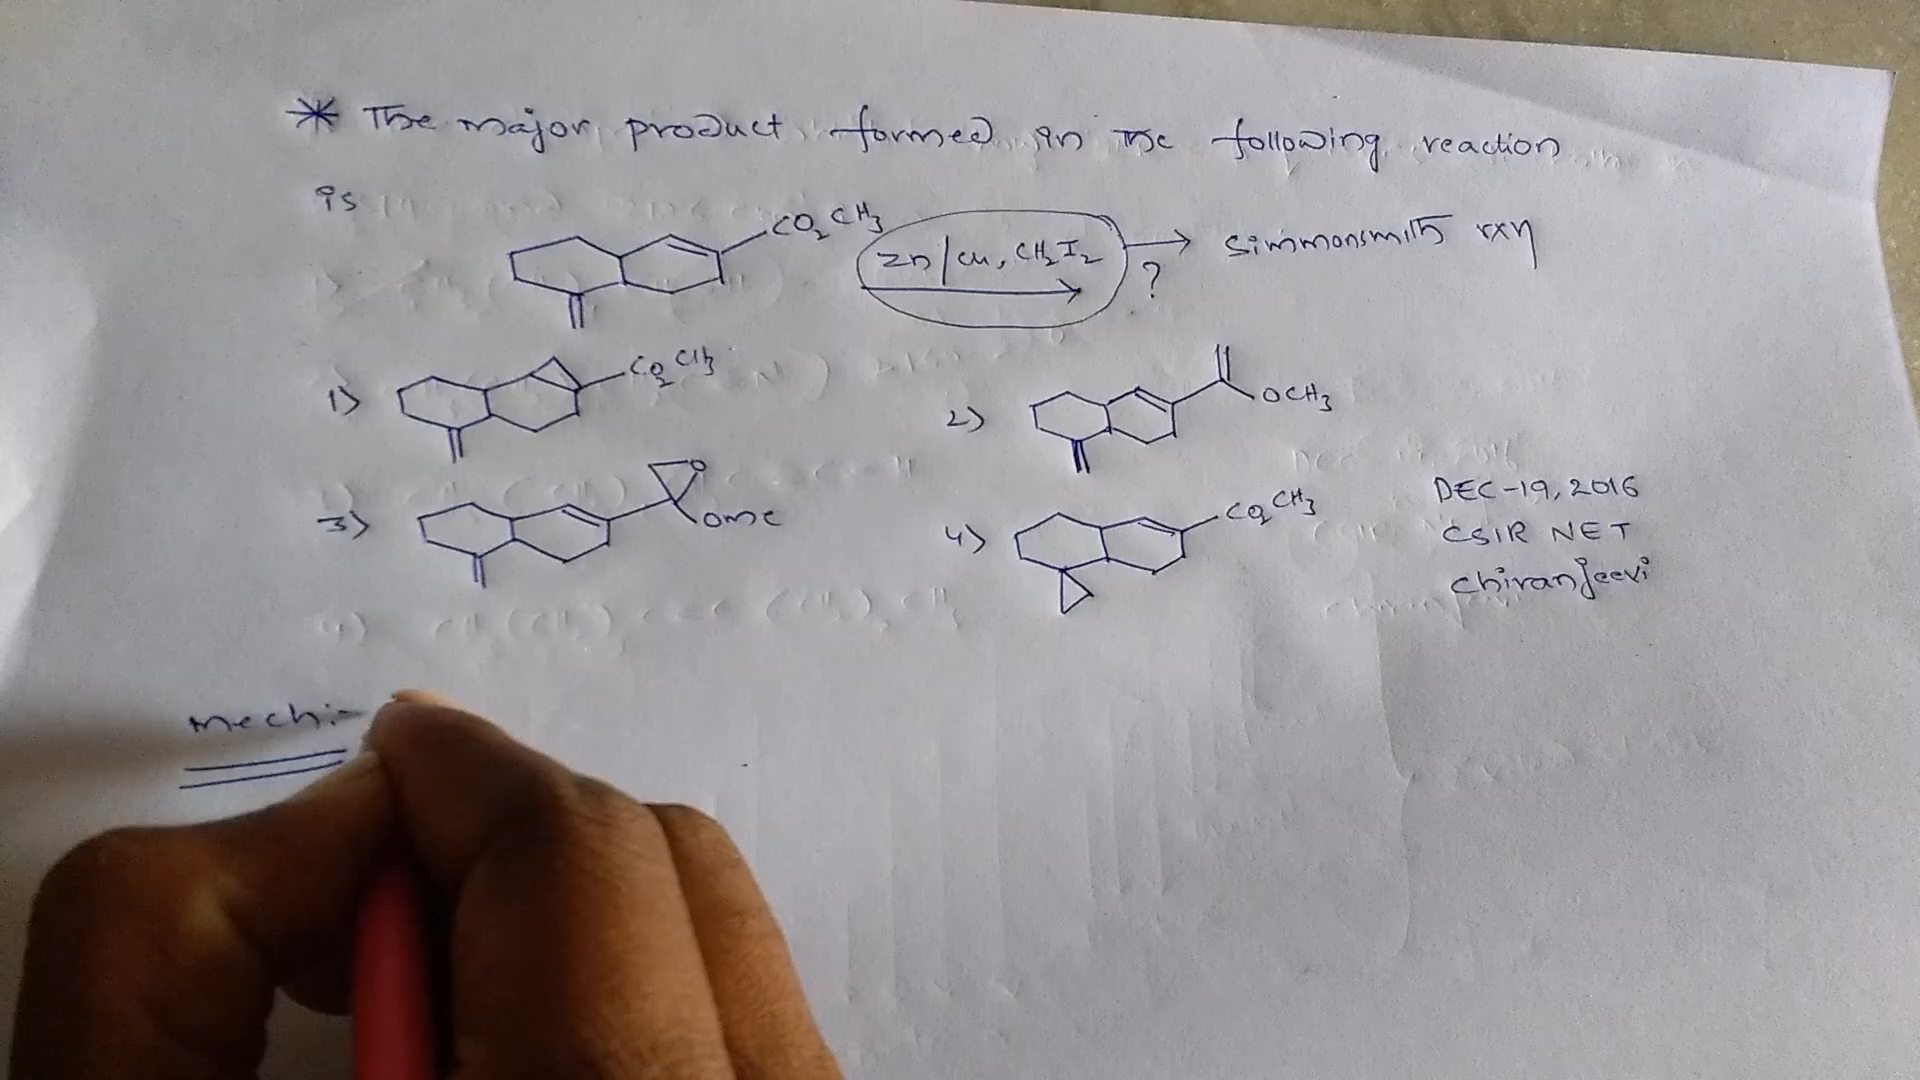 * The major product formed in the following reaction
is
CO2CH3
Zn/Cu, CH2I2
?
simmonsmith rxn
1) CO2CH3
2) OCH3
3) O OMe
4) CO2CH3
DEC-19, 2016
CSIR NET
Chiranjeevi
mech:-